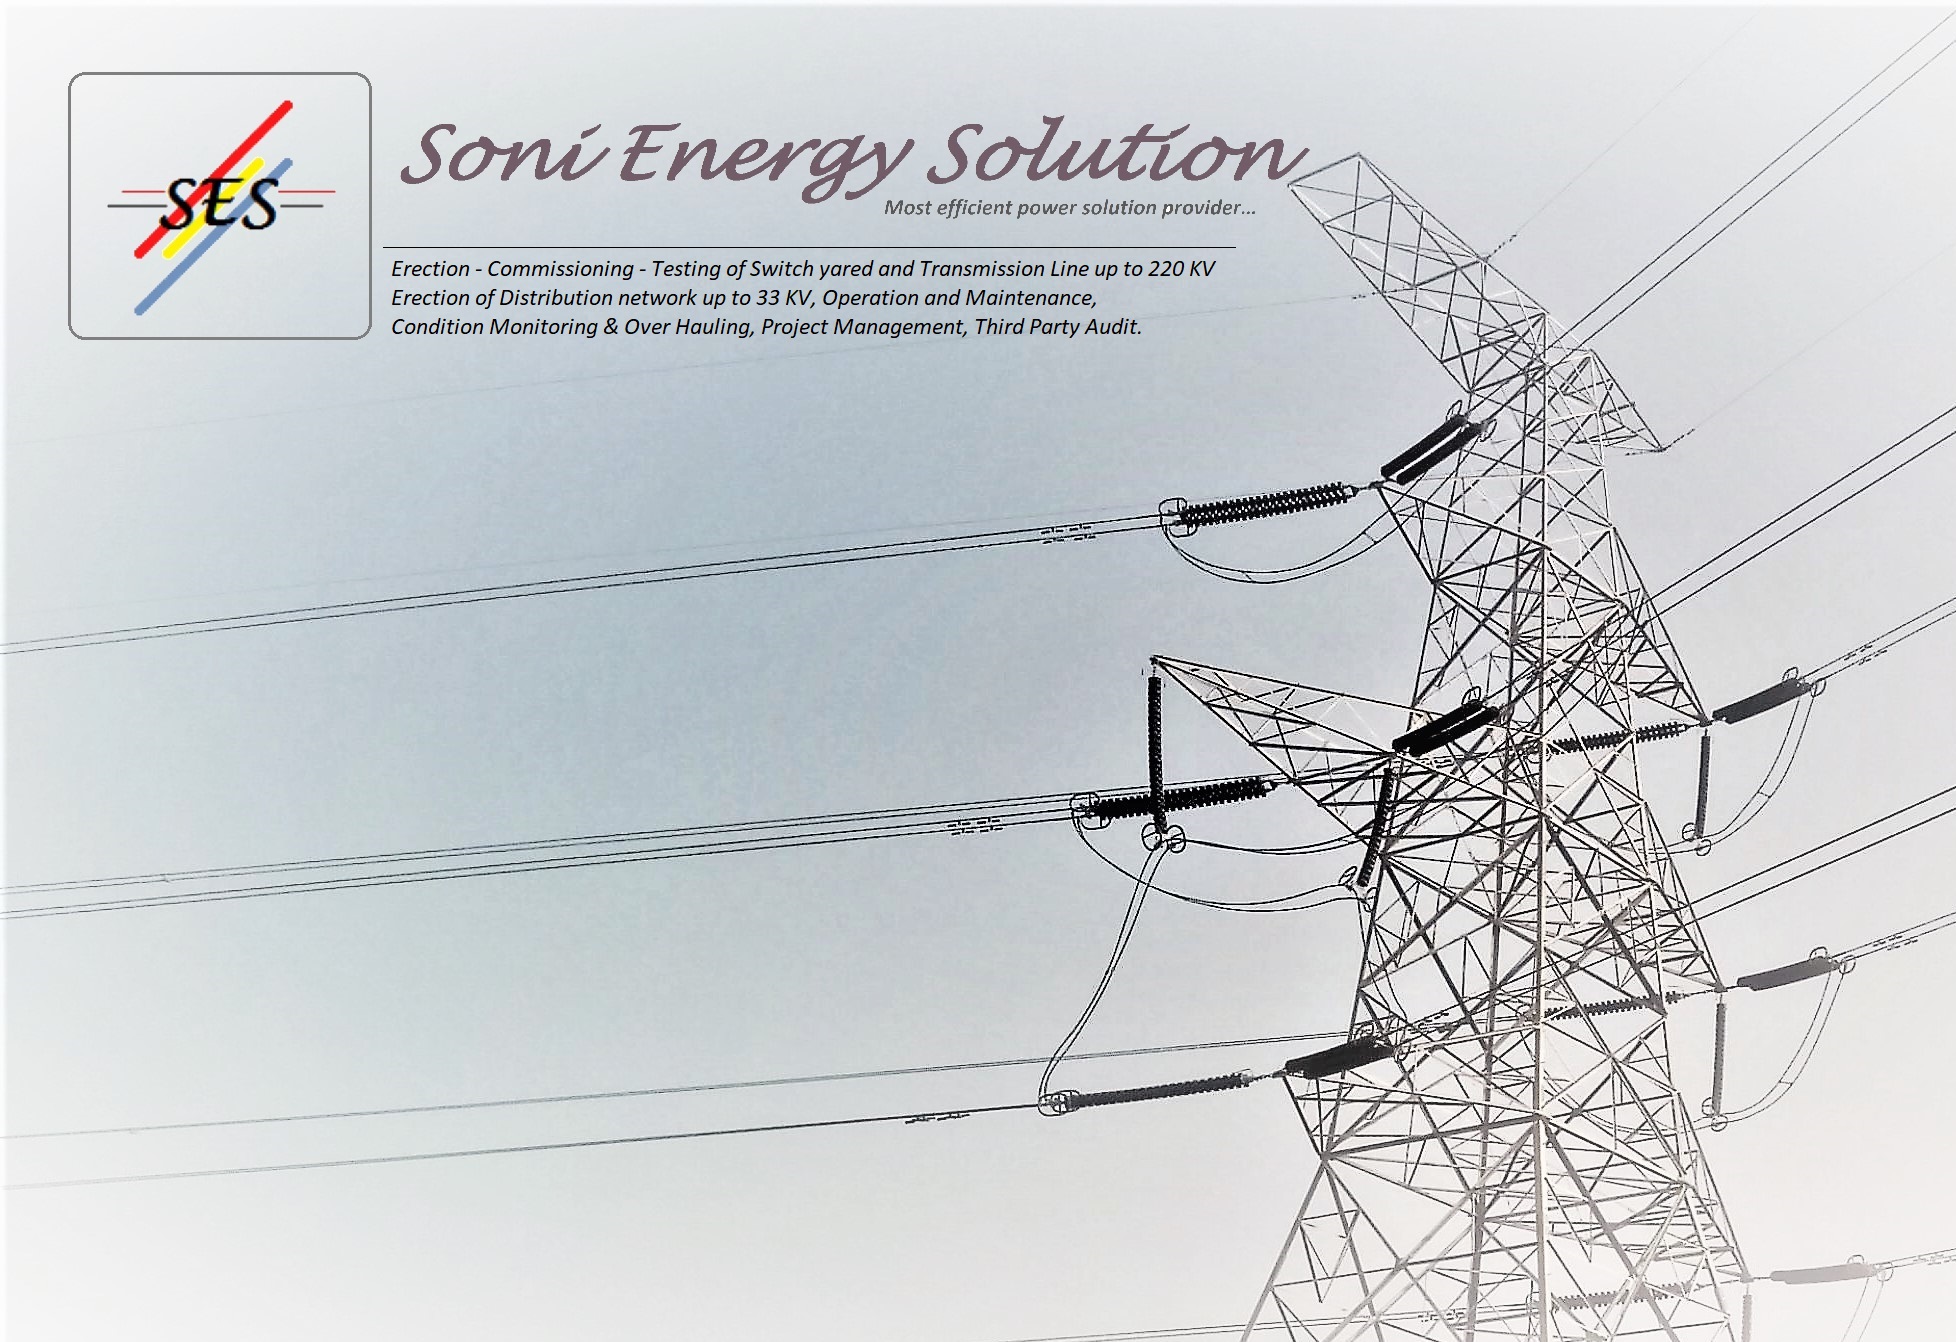 SES
Soni Energy Solution
Most efficient power solution provider...
Erection - Commissioning - Testing of Switch yared and Transmission Line up to 220 KV
Erection of Distribution network up to 33 KV, Operation and Maintenance,
Condition Monitoring & Over Hauling, Project Management, Third Party Audit.